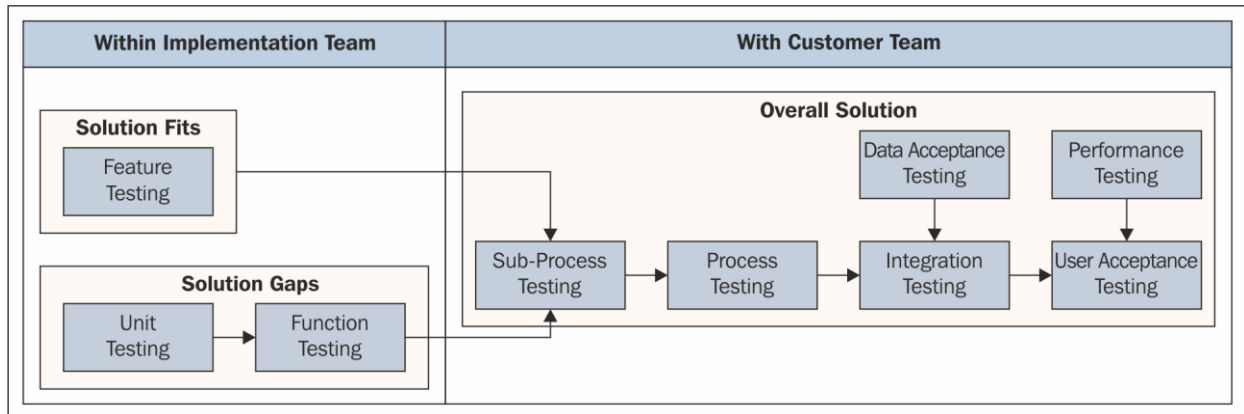 Within Implementation Team
With Customer Team
Solution Fits
Feature
Testing
Solution Gaps
Unit
Testing
Function
Testing
Overall Solution
Data Acceptance
Testing
Performance
Testing
Sub-Process
Testing
Process
Testing
Integration
Testing
User Acceptance
Testing